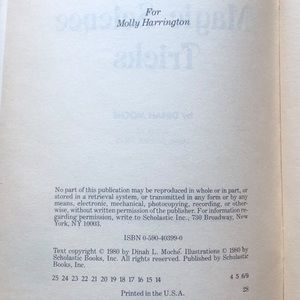 For
Molly Harrington
No part of this publication may be reproduced in whole or in part, or
stored in a retrieval system, or transmitted in any form or by any
means, electronic, mechanical, photocopying, recording, or other-
wise, without written permission of the publisher. For information re-
garding permission, write to Scholastic Inc., 730 Broadway, New
York, NY 10003.
ISBN 0-590-40399-0
Text copyright © 1980 by Dinah L. Moché. Illustrations © 1980 by
Scholastic Books, Inc. All rights reserved. Published by Scholastic
Books, Inc.
25 24 23 22 21 20 19 18 17 16 15 14 4 5 6/9
Printed in the U.S.A. 28